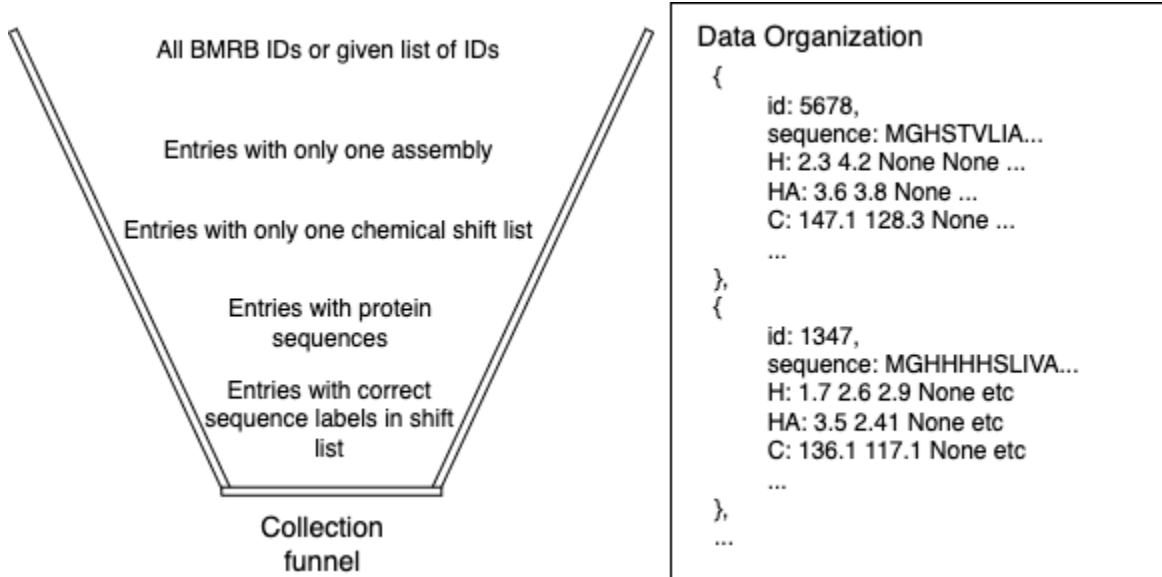 All BMRB IDs or given list of IDs
Entries with only one assembly
Entries with only one chemical shift list
Entries with protein
sequences
Entries with correct
sequence labels in shift
list
Collection
funnel
Data Organization
{
id: 5678,
sequence: MGHSTVLIA...
H: 2.3 4.2 None None ...
HA: 3.6 3.8 None ...
C: 147.1 128.3 None ...
...
},
{
id: 1347,
sequence: MGHHHHSLIVA...
H: 1.7 2.6 2.9 None etc
HA: 3.5 2.41 None etc
C: 136.1 117.1 None etc
...
},
...